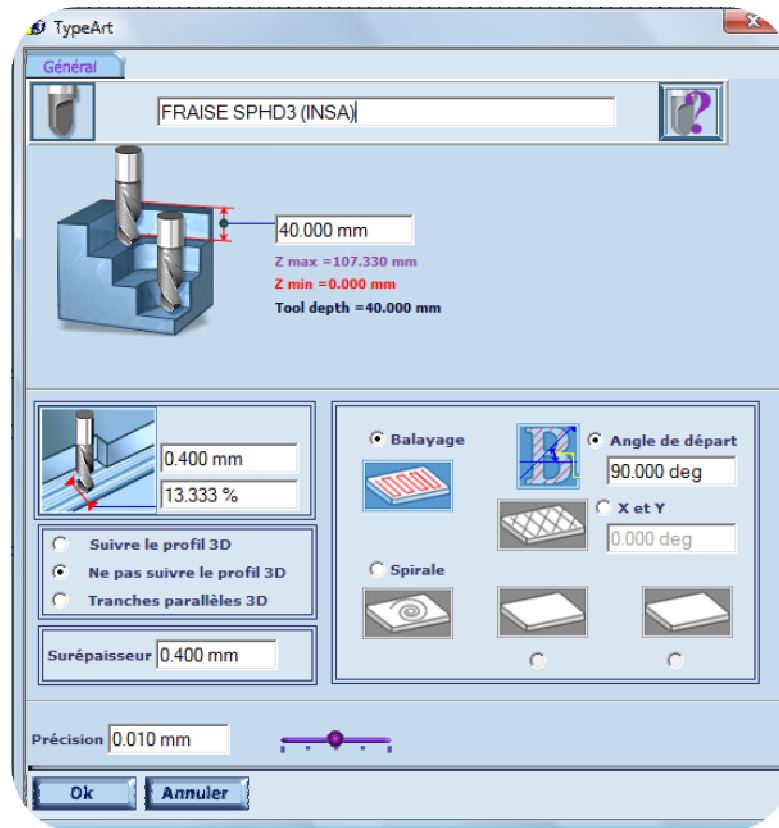 TypeArt
Général
FRAISE SPHD3 (INSA)
?
40.000 mm
Z max =107.330 mm
Z min =0.000 mm
Tool depth =40.000 mm
0.400 mm
13.333 %
Suivre le profil 3D
Ne pas suivre le profil 3D
Tranches parallèles 3D
Surépaisseur 0.400 mm
Balayage
Angle de départ
90.000 deg
X et Y
0.000 deg
Spirale
Précision 0.010 mm
Ok Annuler